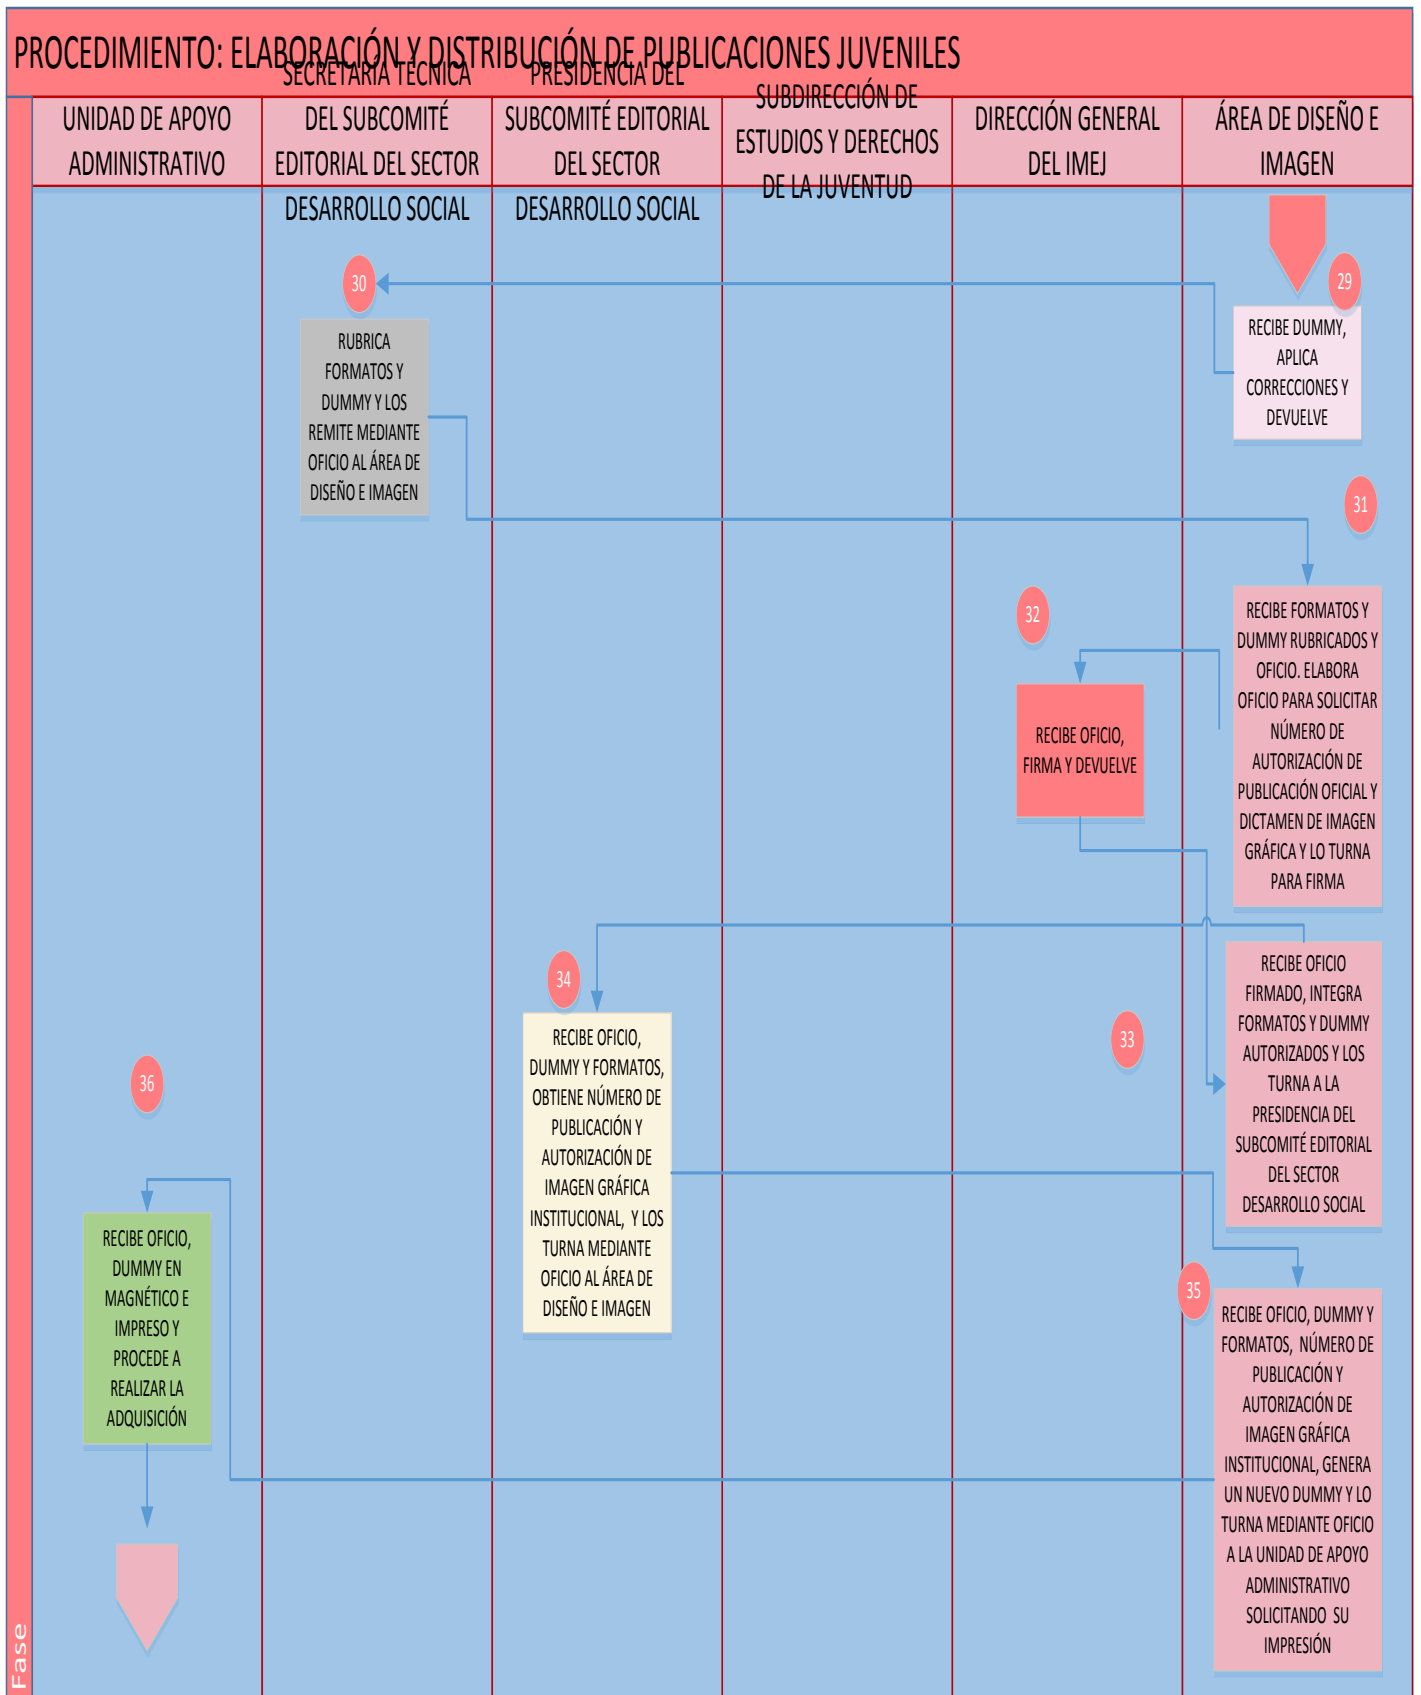 PROCEDIMIENTO: ELABORACIÓN Y DISTRIBUCIÓN DE PUBLICACIONES JUVENILES
UNIDAD DE APOYO
ADMINISTRATIVO
SECRETARÍA TÉCNICA
DEL SUBCOMITÉ
EDITORIAL DEL SECTOR
DESARROLLO SOCIAL
PRESIDENCIA DEL
SUBCOMITÉ EDITORIAL
DEL SECTOR
DESARROLLO SOCIAL
SUBDIRECCIÓN DE
ESTUDIOS Y DERECHOS
DE LA JUVENTUD
DIRECCIÓN GENERAL
DEL IMEJ
ÁREA DE DISEÑO E
IMAGEN
29
RECIBE DUMMY,
APLICA
CORRECCIONES Y
DEVUELVE
30
RUBRICA
FORMATOS Y
DUMMY Y LOS
REMITE MEDIANTE
OFICIO AL ÁREA DE
DISEÑO E IMAGEN
31
RECIBE FORMATOS Y
DUMMY RUBRICADOS Y
OFICIO. ELABORA
OFICIO PARA SOLICITAR
NÚMERO DE
AUTORIZACIÓN DE
PUBLICACIÓN OFICIAL Y
DICTAMEN DE IMAGEN
GRÁFICA Y LO TURNA
PARA FIRMA
32
RECIBE OFICIO,
FIRMA Y DEVUELVE
33
RECIBE OFICIO
FIRMADO, INTEGRA
FORMATOS Y DUMMY
AUTORIZADOS Y LOS
TURNA A LA
PRESIDENCIA DEL
SUBCOMITÉ EDITORIAL
DEL SECTOR
DESARROLLO SOCIAL
34
RECIBE OFICIO,
DUMMY Y FORMATOS,
OBTIENE NÚMERO DE
PUBLICACIÓN Y
AUTORIZACIÓN DE
IMAGEN GRÁFICA
INSTITUCIONAL, Y LOS
TURNA MEDIANTE
OFICIO AL ÁREA DE
DISEÑO E IMAGEN
35
RECIBE OFICIO, DUMMY Y
FORMATOS, NÚMERO DE
PUBLICACIÓN Y
AUTORIZACIÓN DE
IMAGEN GRÁFICA
INSTITUCIONAL, GENERA
UN NUEVO DUMMY Y LO
TURNA MEDIANTE OFICIO
A LA UNIDAD DE APOYO
ADMINISTRATIVO
SOLICITANDO SU
IMPRESIÓN
36
RECIBE OFICIO,
DUMMY EN
MAGNÉTICO E
IMPRESO Y
PROCEDE A
REALIZAR LA
ADQUISICIÓN
Fase